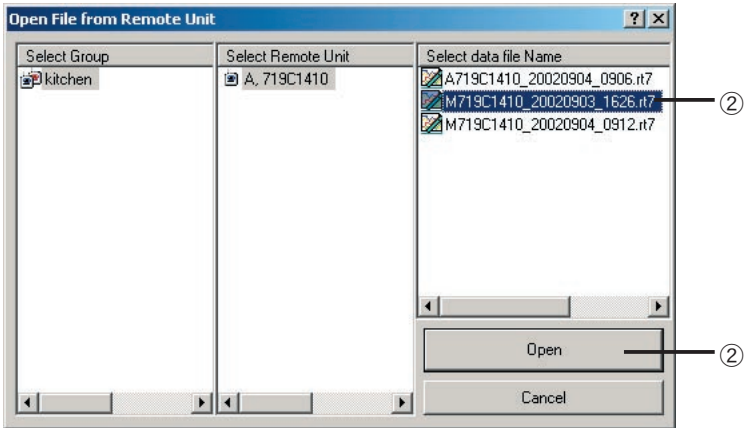 Open File from Remote Unit
Select Group
kitchen
Select Remote Unit
A, 719C1410
Select data file Name
A719C1410_20020904_0906.rt7
M719C1410_20020903_1626.rt7
M719C1410_20020904_0912.rt7
②
Open
②
Cancel